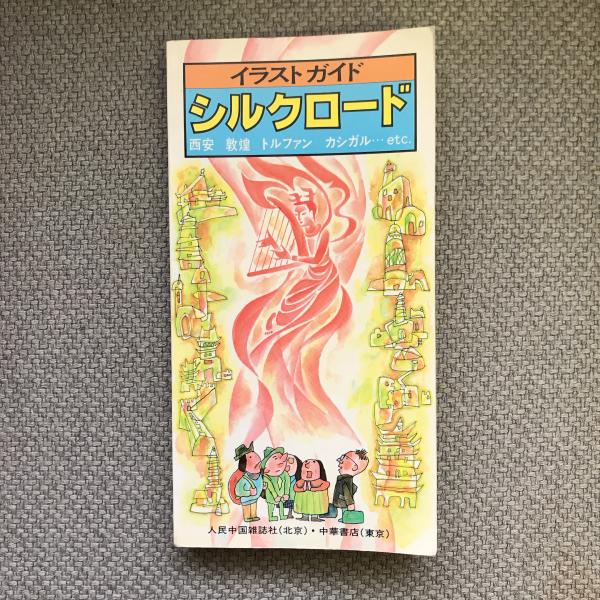 イラストガイド
シルクロード
西安 敦煌 トルファン カシガル…etc.
人民中国雑誌社(北京)・中華書店(東京)